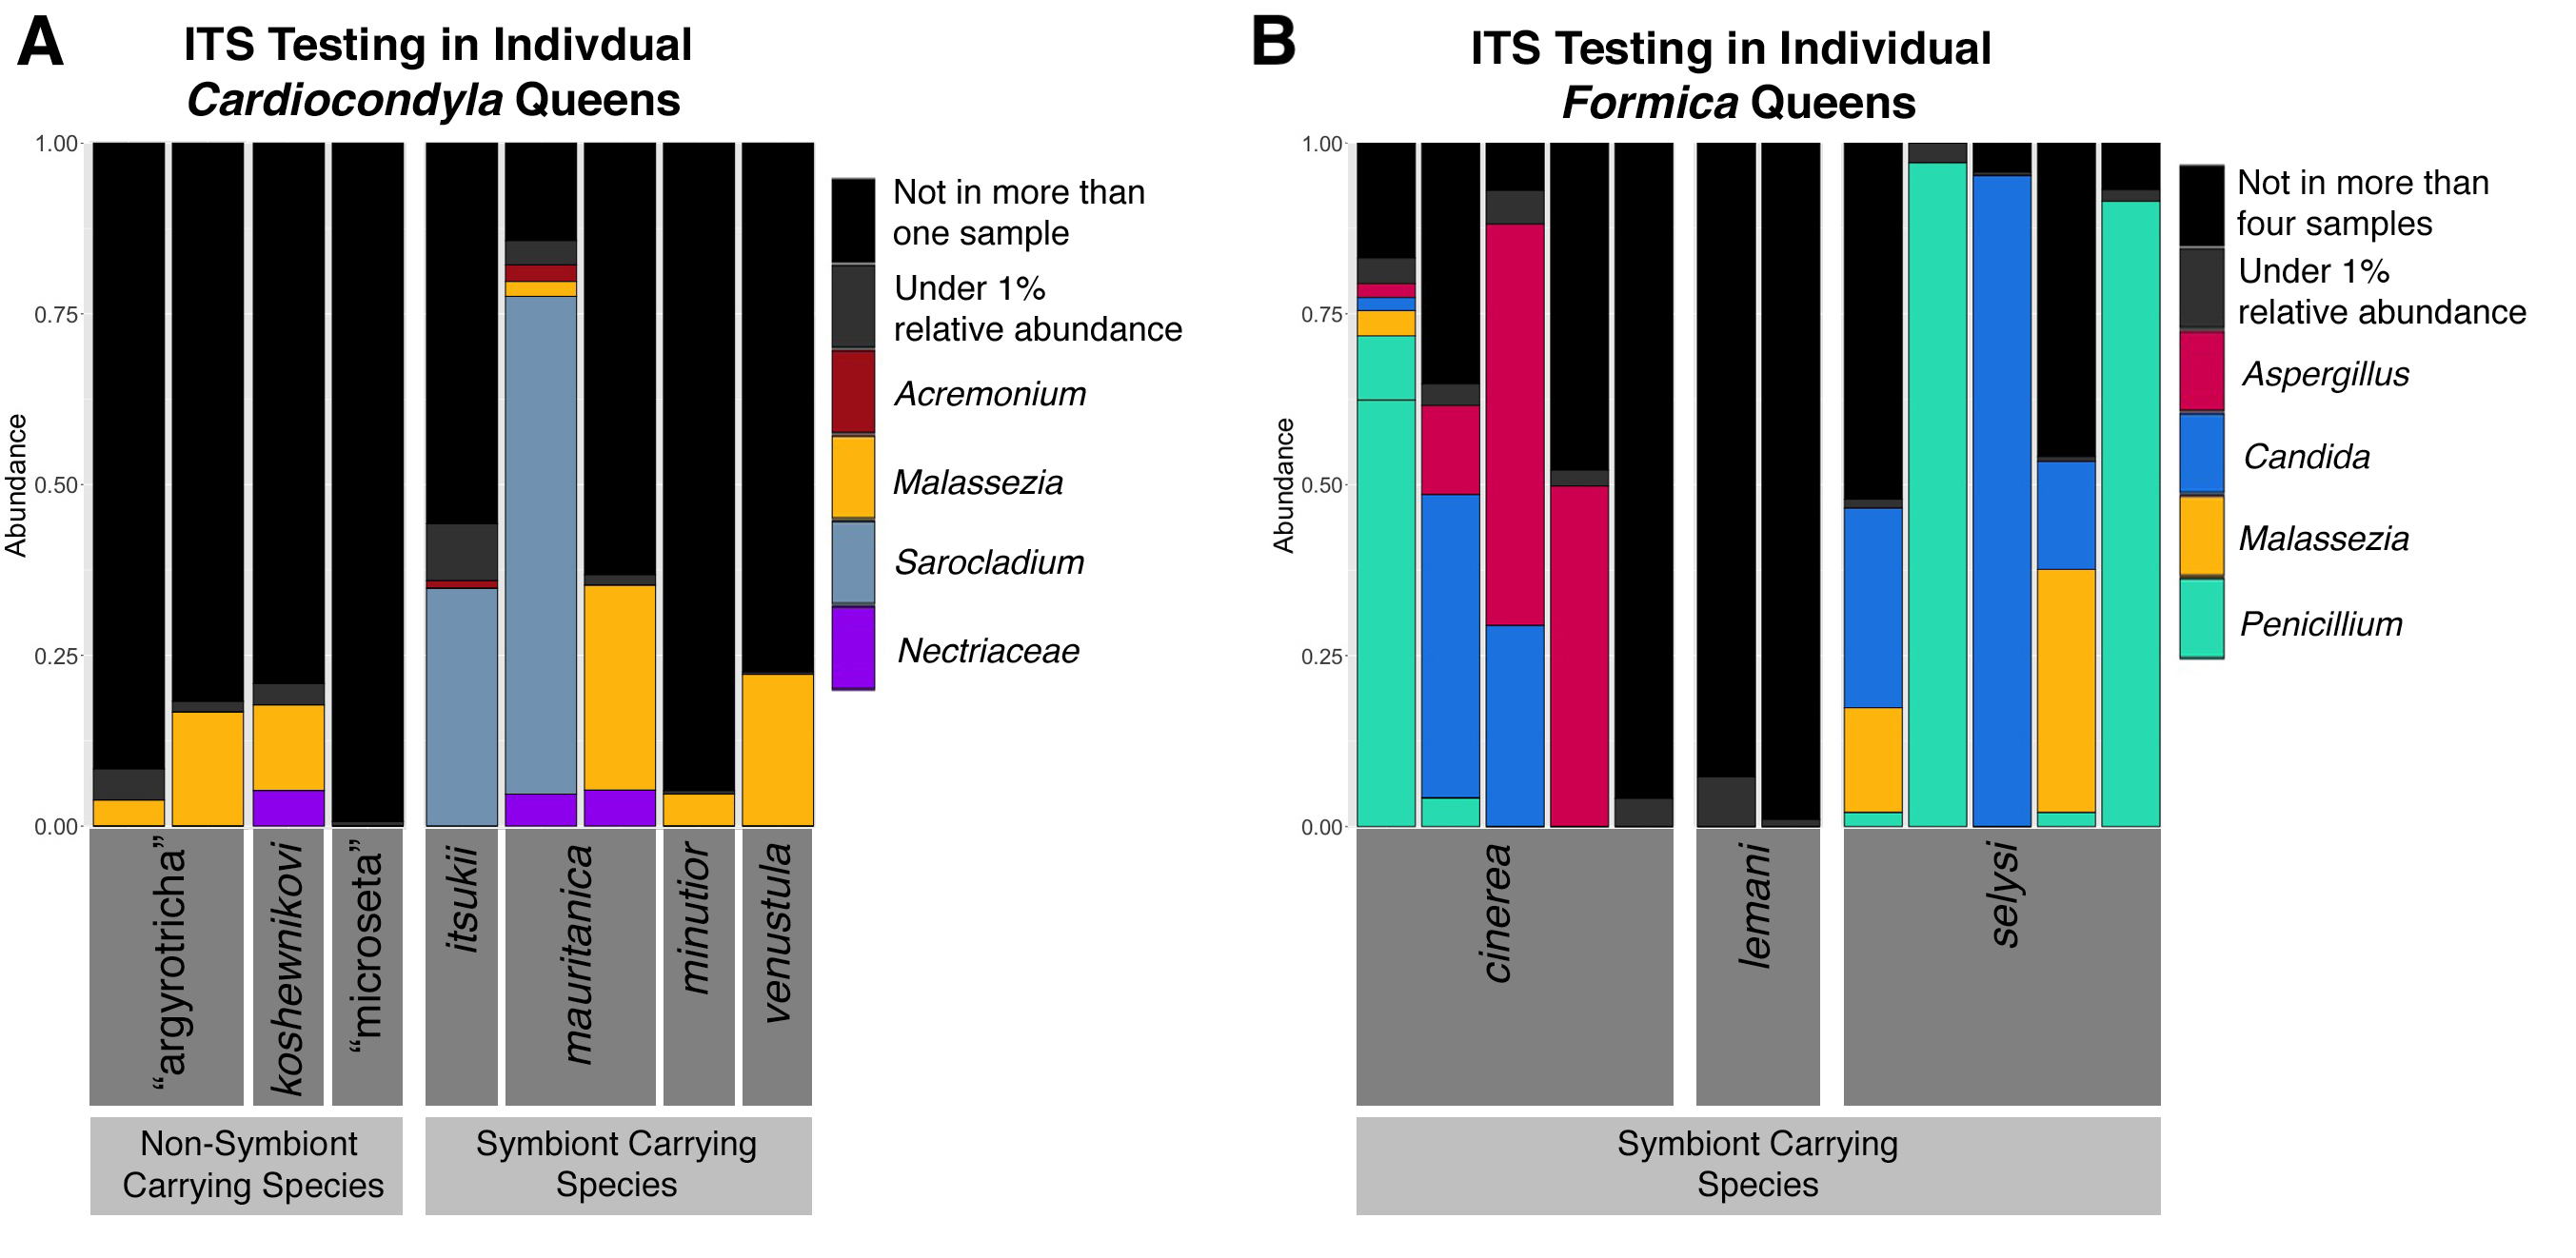 A
ITS Testing in Indivdual
Cardiocondyla Queens
Abundance
1.00
0.75
0.50
0.25
0.00
Not in more than
one sample
Under 1%
relative abundance
Acremonium
Malassezia
Sarocladium
Nectriaceae
“argyrotricha”
koshewnikovi
“microseta”
itsukii
mauritanica
minutior
venustula
Non-Symbiont
Carrying Species
Symbiont Carrying
Species
B
ITS Testing in Individual
Formica Queens
Abundance
1.00
0.75
0.50
0.25
0.00
Not in more than
four samples
Under 1%
relative abundance
Aspergillus
Candida
Malassezia
Penicillium
cinerea
lemani
selysi
Symbiont Carrying
Species